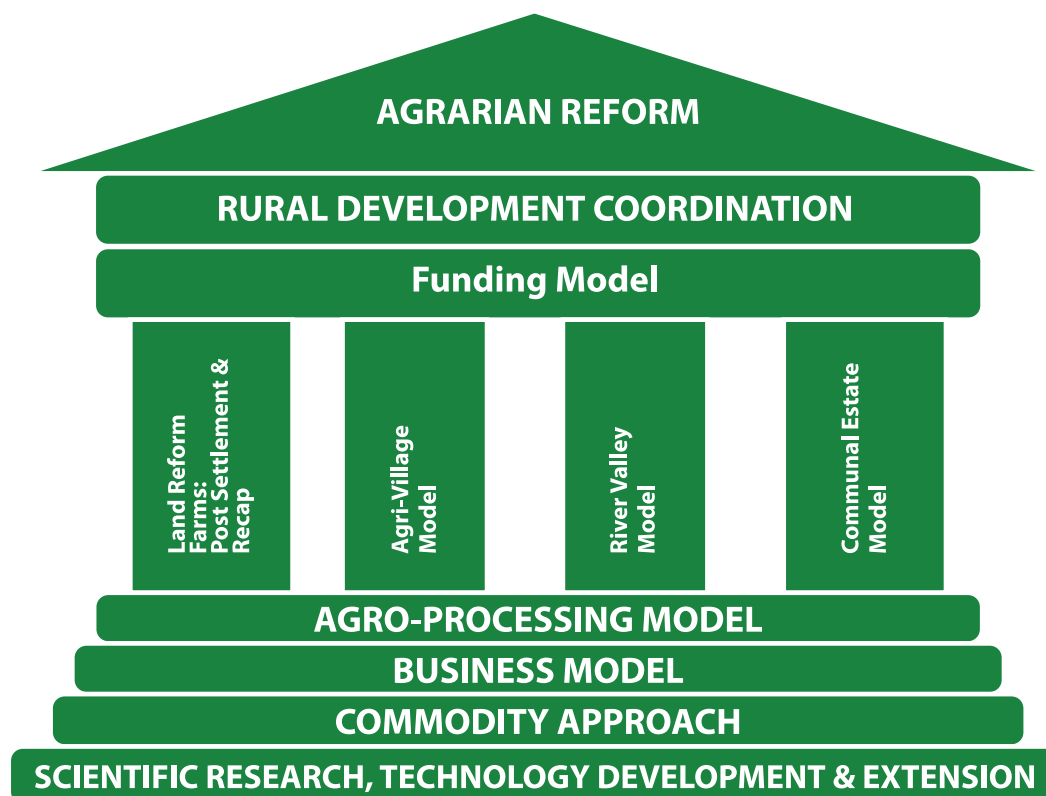 AGRARIAN REFORM
RURAL DEVELOPMENT COORDINATION
Funding Model
Land Reform
Farms:
Post Settlement &
Recap
Agri-Village
Model
River Valley
Model
Communal Estate
Model
AGRO-PROCESSING MODEL
BUSINESS MODEL
COMMODITY APPROACH
SCIENTIFIC RESEARCH, TECHNOLOGY DEVELOPMENT & EXTENSION